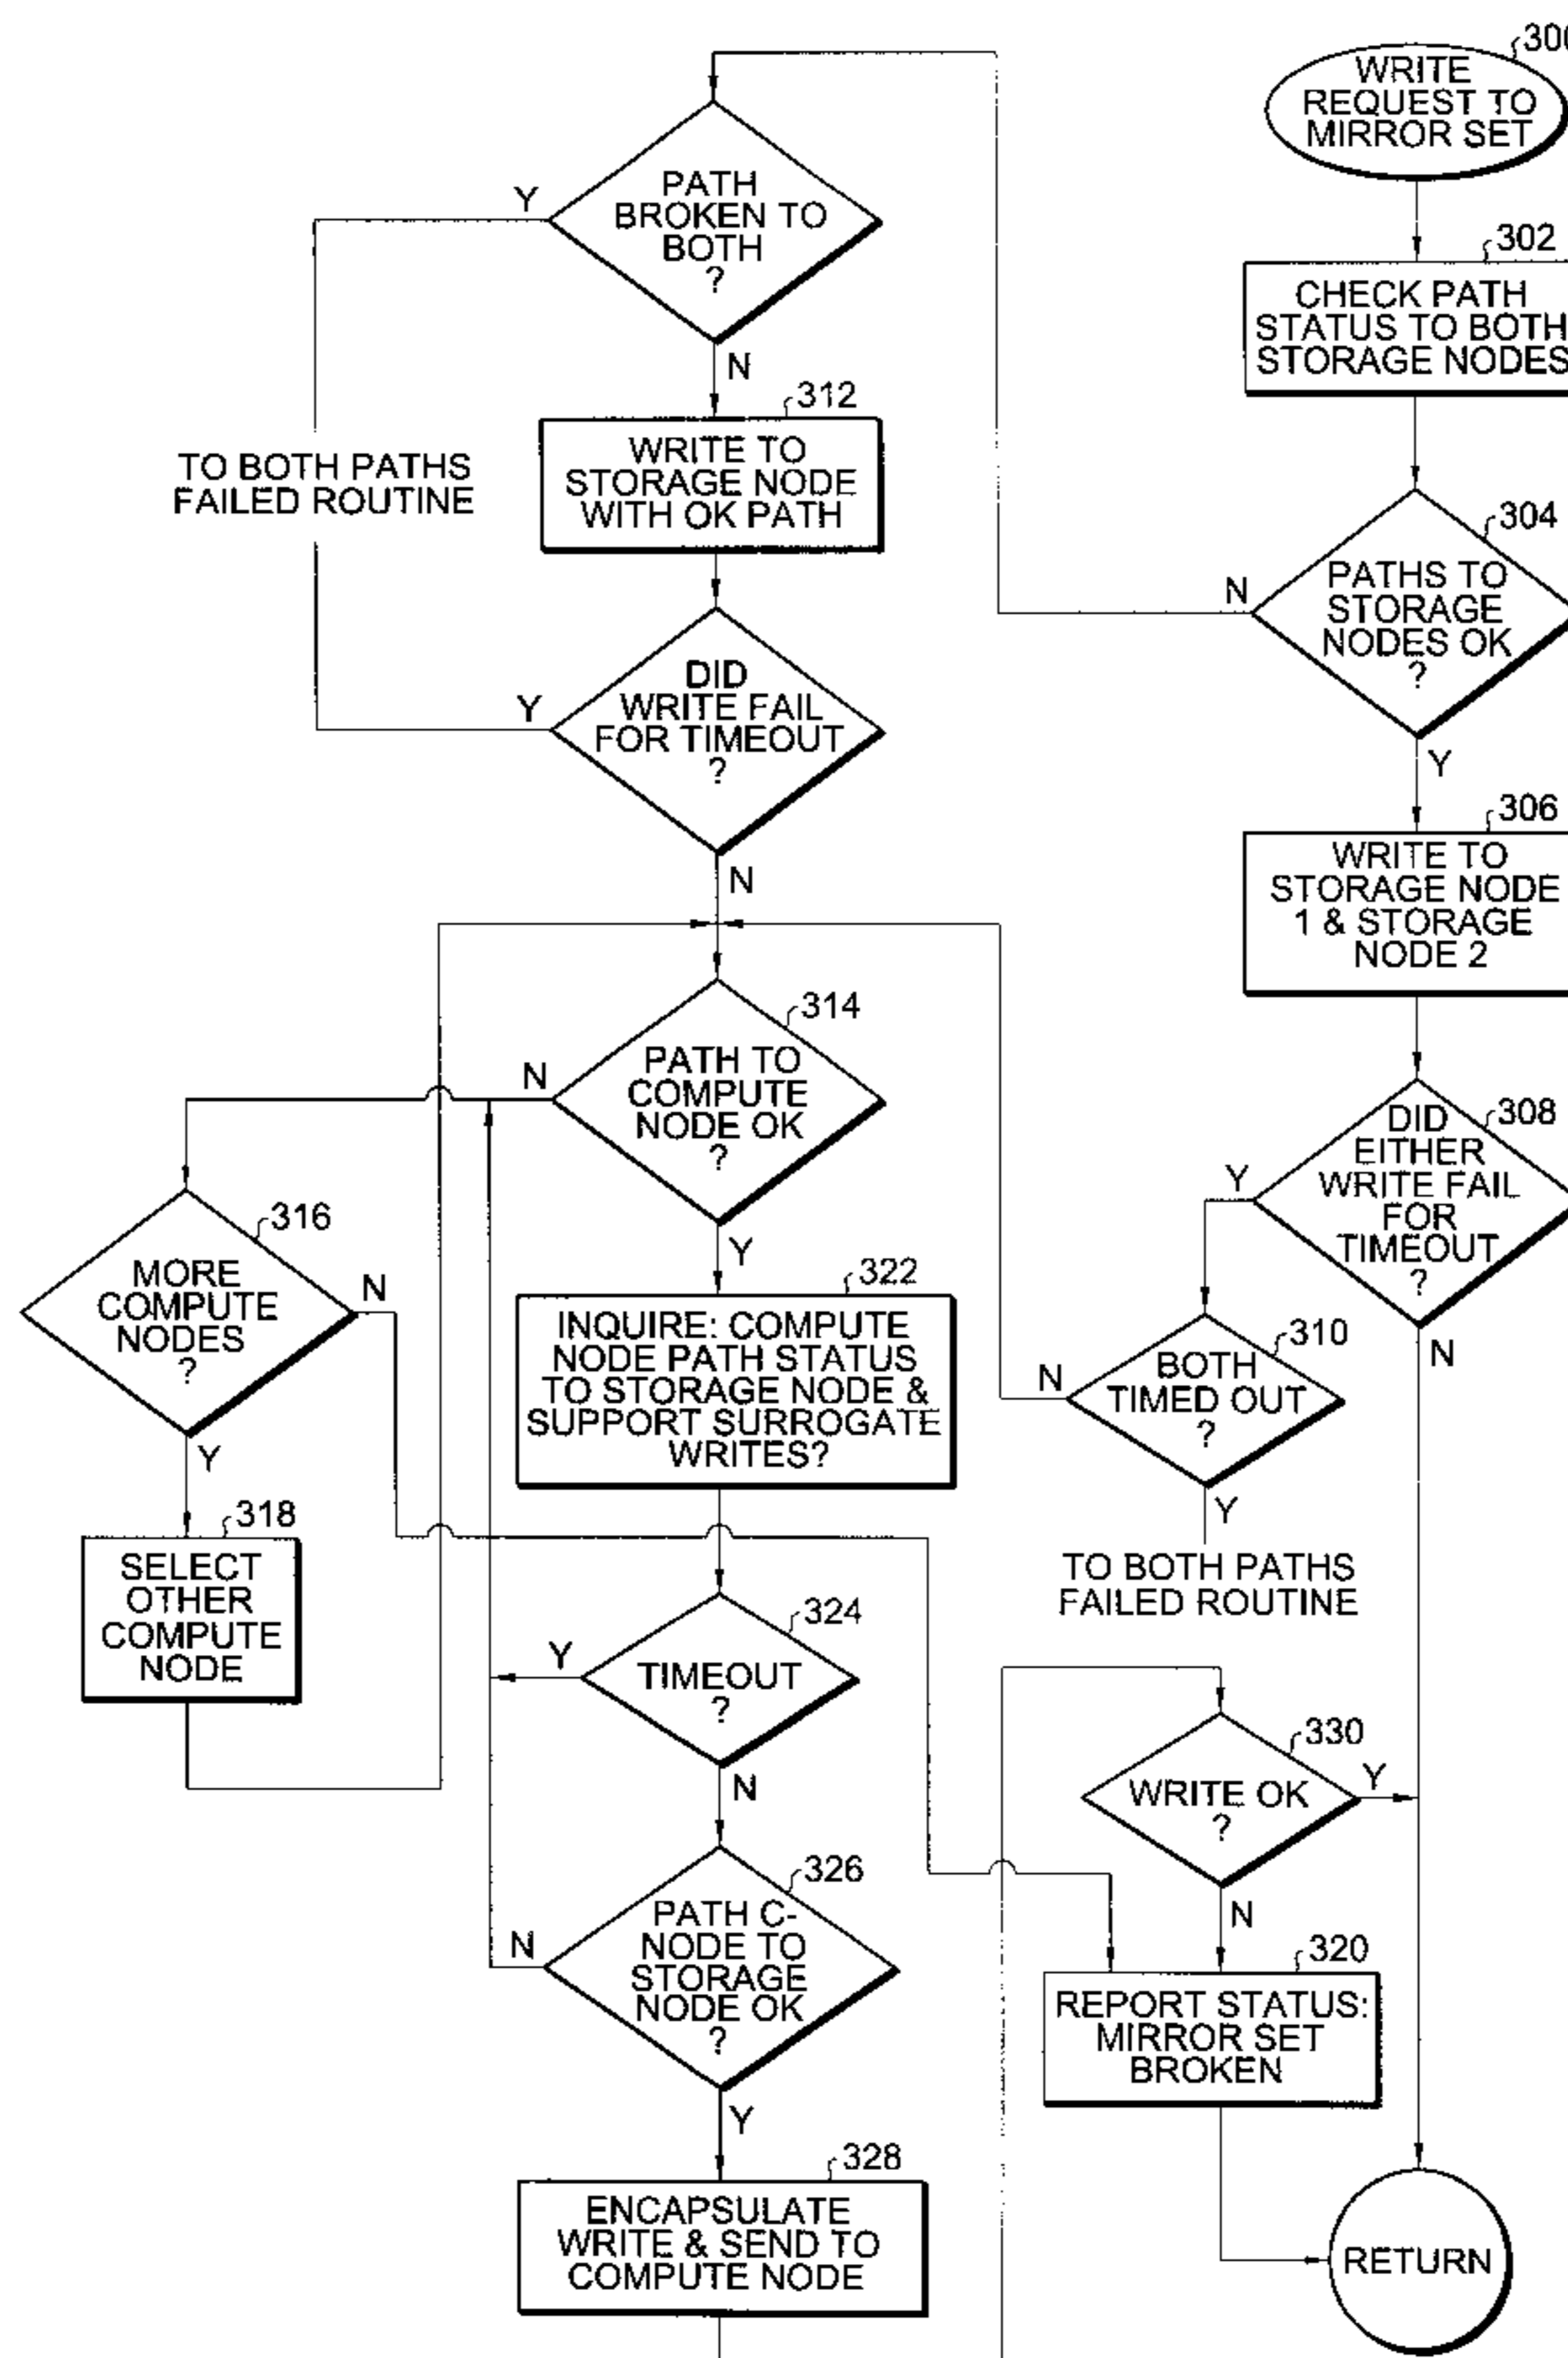 300
WRITE
REQUEST TO
MIRROR SET
302
CHECK PATH
STATUS TO BOTH
STORAGE NODES
304
PATHS TO
STORAGE
NODES OK
?
N
Y
306
WRITE TO
STORAGE NODE
1 & STORAGE
NODE 2
308
DID
EITHER
WRITE FAIL
FOR
TIMEOUT
?
Y
N
310
BOTH
TIMED OUT
?
N
Y
TO BOTH PATHS
FAILED ROUTINE
PATH
BROKEN TO
BOTH
?
Y
N
TO BOTH PATHS
FAILED ROUTINE
312
WRITE TO
STORAGE NODE
WITH OK PATH
DID
WRITE FAIL
FOR TIMEOUT
?
Y
N
314
PATH TO
COMPUTE
NODE OK
?
N
Y
316
MORE
COMPUTE
NODES
?
N
Y
318
SELECT
OTHER
COMPUTE
NODE
322
INQUIRE: COMPUTE
NODE PATH STATUS
TO STORAGE NODE &
SUPPORT SURROGATE
WRITES?
324
TIMEOUT
?
Y
N
326
PATH C-
NODE TO
STORAGE
NODE OK
?
N
Y
328
ENCAPSULATE
WRITE & SEND TO
COMPUTE NODE
330
WRITE OK
?
Y
N
320
REPORT STATUS:
MIRROR SET
BROKEN
RETURN